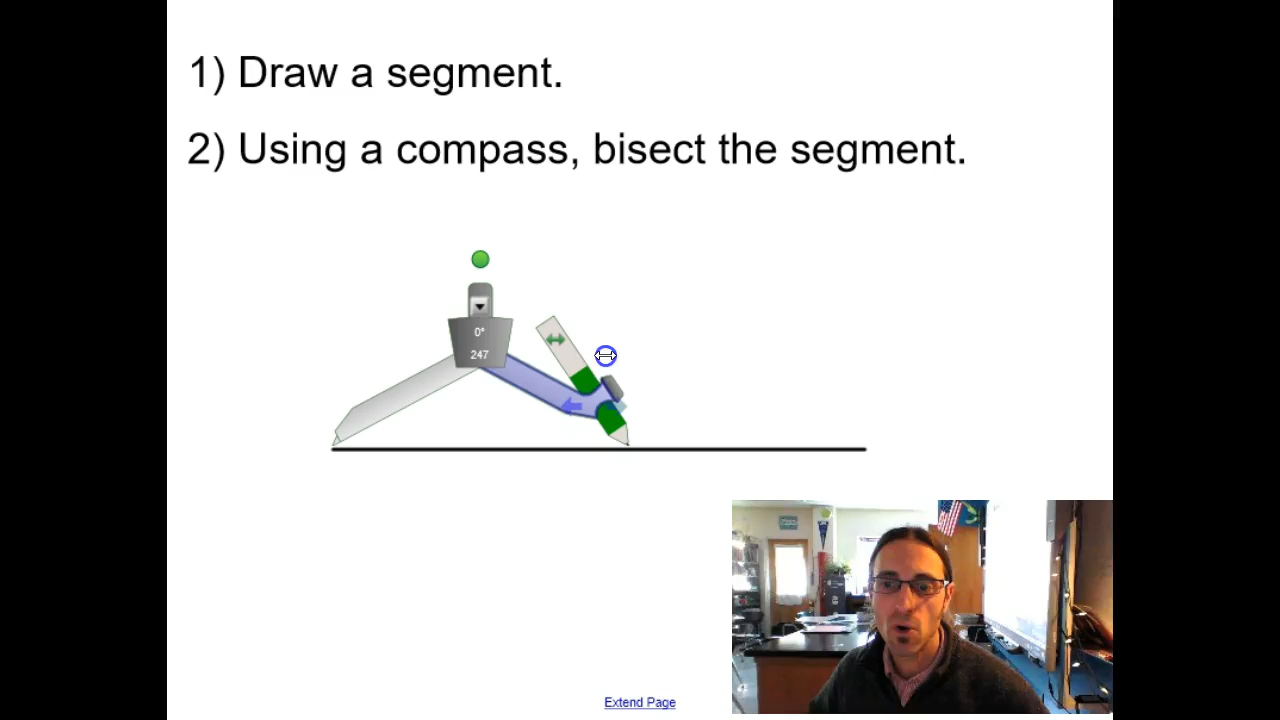 1) Draw a segment.
2) Using a compass, bisect the segment.
0°
247
Extend Page